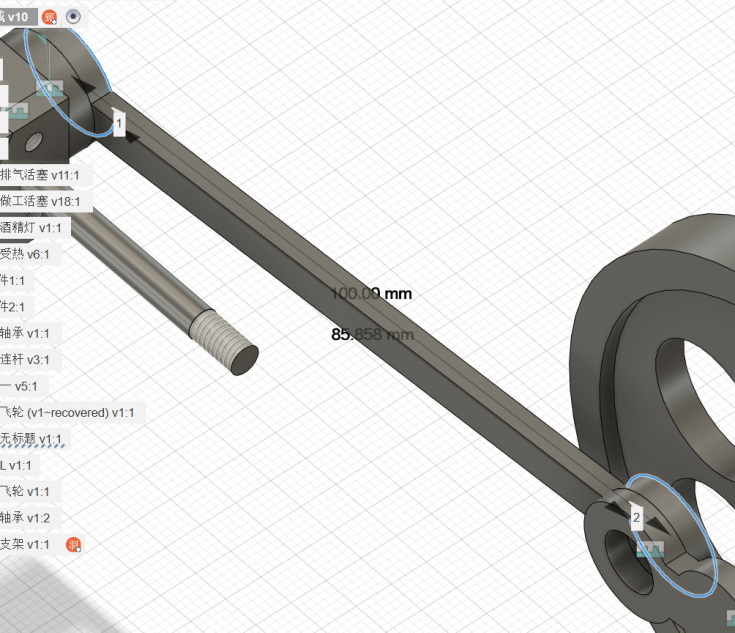 v10
1
排气活塞 v11:1
做工活塞 v18:1
酒精灯 v1:1
受热 v6:1
件1:1
100.00 mm
件2:1
轴承 v1:1
85.858 mm
连杆 v3:1
一 v5:1
飞轮 (v1~recovered) v1:1
无标题 v1:1
L v1:1
飞轮 v1:1
轴承 v1:2
2
支架 v1:1